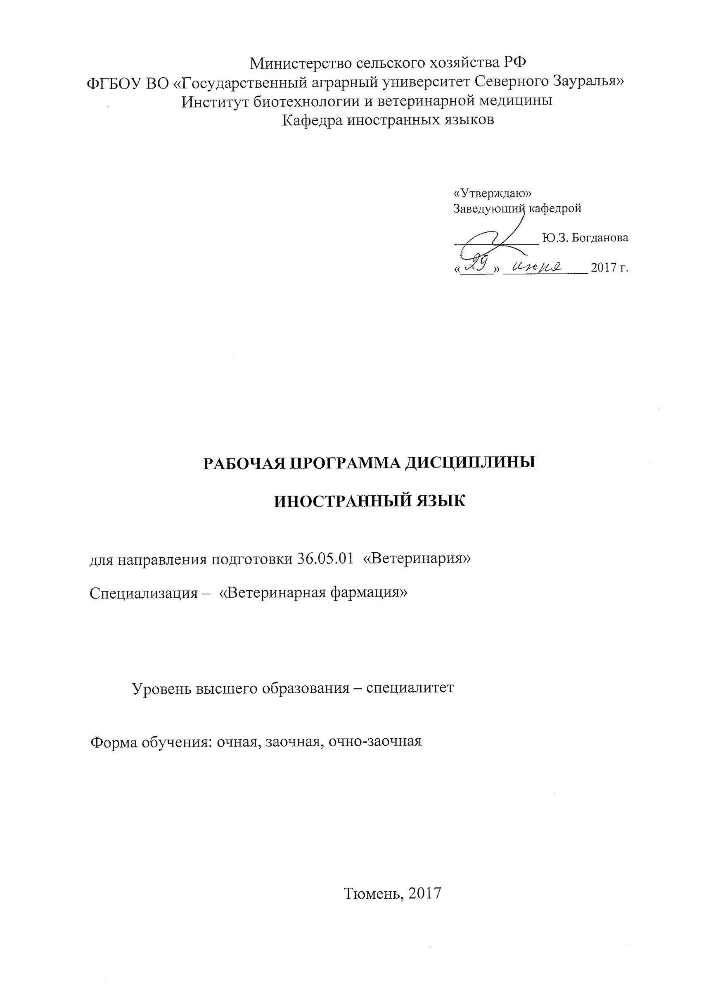 Министерство сельского хозяйства РФ
ФГБОУ ВО «Государственный аграрный университет Северного Зауралья»
Институт биотехнологии и ветеринарной медицины
Кафедра иностранных языков
«Утверждаю»
Заведующий кафедрой
Ю.З. Богданова
«29» июня 2017 г.
РАБОЧАЯ ПРОГРАММА ДИСЦИПЛИНЫ
ИНОСТРАННЫЙ ЯЗЫК
для направления подготовки 36.05.01 «Ветеринария»
Специализация – «Ветеринарная фармация»
Уровень высшего образования – специалитет
Форма обучения: очная, заочная, очно-заочная
Тюмень, 2017